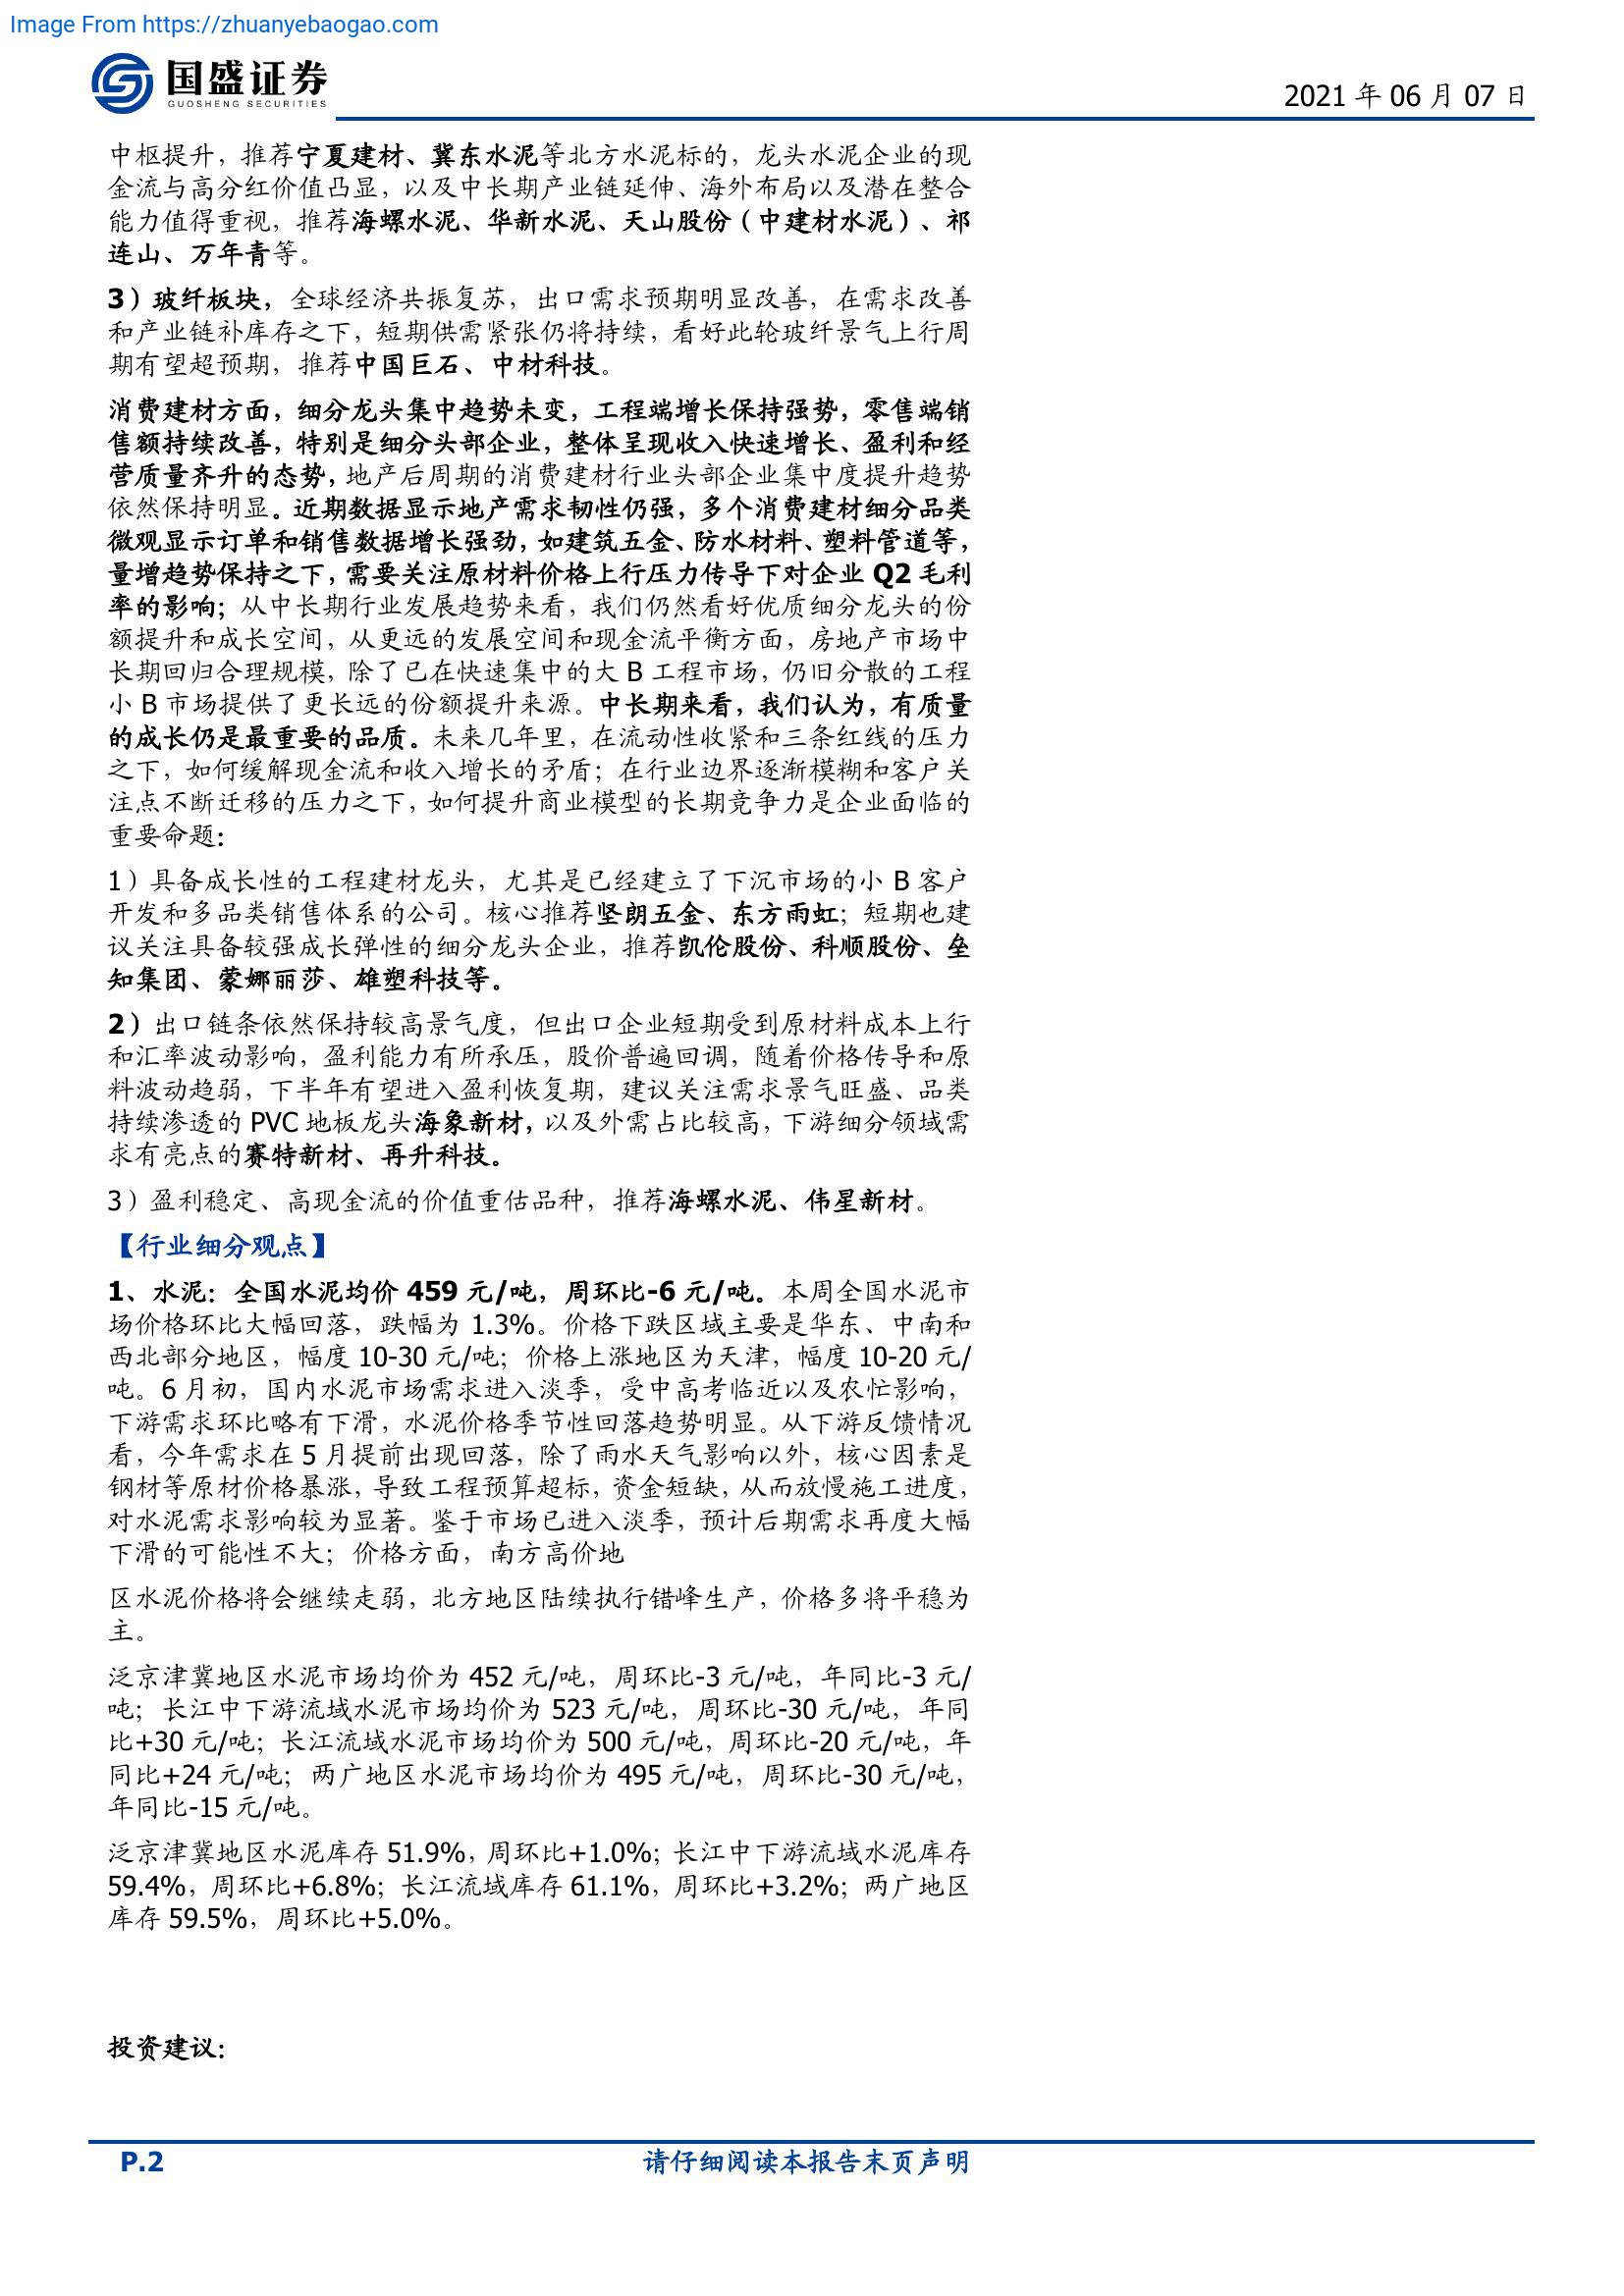 Image From https://zhuanyebaogao.com
国盛证券
GUOSHENG SECURITIES
2021 年 06 月 07 日
中枢提升，推荐宁夏建材、冀东水泥等北方水泥标的，龙头水泥企业的现
金流与高分红价值凸显，以及中长期产业链延伸、海外布局以及潜在整合
能力值得重视，推荐海螺水泥、华新水泥、天山股份（中建材水泥）、祁
连山、万年青等。
3）玻纤板块，全球经济共振复苏，出口需求预期明显改善，在需求改善
和产业链补库存之下，短期供需紧张仍将持续，看好此轮玻纤景气上行周
期有望超预期，推荐中国巨石、中材科技。
消费建材方面，细分龙头集中趋势未变，工程端增长保持强势，零售端销
售额持续改善，特别是细分头部企业，整体呈现收入快速增长、盈利和经
营质量齐升的态势，地产后周期的消费建材行业头部企业集中度提升趋势
依然保持明显。近期数据显示地产需求韧性仍强，多个消费建材细分品类
微观显示订单和销售数据增长强劲，如建筑五金、防水材料、塑料管道等，
量增趋势保持之下，需要关注原材料价格上行压力传导下对企业 Q2 毛利
率的影响；从中长期行业发展趋势来看，我们仍然看好优质细分龙头的份
额提升和成长空间，从更远的发展空间和现金流平衡方面，房地产市场中
长期回归合理规模，除了已在快速集中的大 B 工程市场，仍旧分散的工程
小 B 市场提供了更长远的份额提升来源。中长期来看，我们认为，有质量
的成长仍是最重要的品质。未来几年里，在流动性收紧和三条红线的压力
之下，如何缓解现金流和收入增长的矛盾；在行业边界逐渐模糊和客户关
注点不断迁移的压力之下，如何提升商业模型的长期竞争力是企业面临的
重要命题：
1）具备成长性的工程建材龙头，尤其是已经建立了下沉市场的小 B 客户
开发和多品类销售体系的公司。核心推荐坚朗五金、东方雨虹；短期也建
议关注具备较强成长弹性的细分龙头企业，推荐凯伦股份、科顺股份、垒
知集团、蒙娜丽莎、雄塑科技等。
2）出口链条依然保持较高景气度，但出口企业短期受到原材料成本上行
和汇率波动影响，盈利能力有所承压，股价普遍回调，随着价格传导和原
料波动趋弱，下半年有望进入盈利恢复期，建议关注需求景气旺盛、品类
持续渗透的 PVC 地板龙头海象新材，以及外需占比较高，下游细分领域需
求有亮点的赛特新材、再升科技。
3）盈利稳定、高现金流的价值重估品种，推荐海螺水泥、伟星新材。
【行业细分观点】
1、水泥：全国水泥均价 459 元/吨，周环比-6 元/吨。本周全国水泥市
场价格环比大幅回落，跌幅为 1.3%。价格下跌区域主要是华东、中南和
西北部分地区，幅度 10-30 元/吨；价格上涨地区为天津，幅度 10-20 元/
吨。6 月初，国内水泥市场需求进入淡季，受中高考临近以及农忙影响，
下游需求环比略有下滑，水泥价格季节性回落趋势明显。从下游反馈情况
看，今年需求在 5 月提前出现回落，除了雨水天气影响以外，核心因素是
钢材等原材价格暴涨，导致工程预算超标，资金短缺，从而放慢施工进度，
对水泥需求影响较为显著。鉴于市场已进入淡季，预计后期需求再度大幅
下滑的可能性不大；价格方面，南方高价地
区水泥价格将会继续走弱，北方地区陆续执行错峰生产，价格多将平稳为
主。
泛京津冀地区水泥市场均价为 452 元/吨，周环比-3 元/吨，年同比-3 元/
吨；长江中下游流域水泥市场均价为 523 元/吨，周环比-30 元/吨，年同
比+30 元/吨；长江流域水泥市场均价为 500 元/吨，周环比-20 元/吨，年
同比+24 元/吨；两广地区水泥市场均价为 495 元/吨，周环比-30 元/吨，
年同比-15 元/吨。
泛京津冀地区水泥库存 51.9%，周环比+1.0%；长江中下游流域水泥库存
59.4%，周环比+6.8%；长江流域库存 61.1%，周环比+3.2%；两广地区
库存 59.5%，周环比+5.0%。
投资建议：
P.2
请仔细阅读本报告末页声明